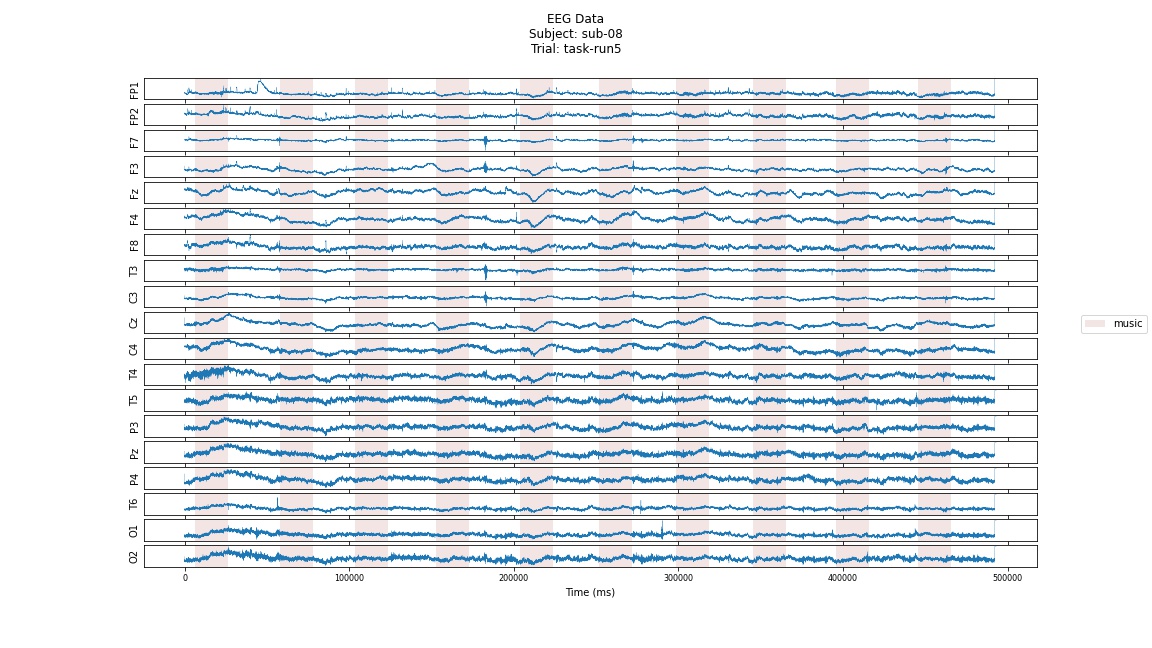 EEG Data
Subject: sub-08
Trial: task-run5
FP1
FP2
F7
F3
Fz
F4
F8
T3
C3
Cz
C4
T4
T5
P3
Pz
P4
T6
O1
O2
music
0 100000 200000 300000 400000 500000
Time (ms)